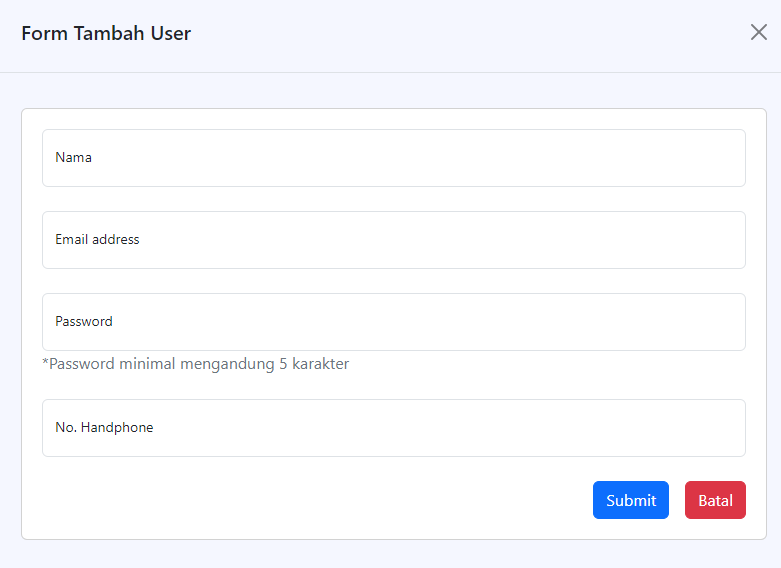 Form Tambah User
Nama
Email address
Password
*Password minimal mengandung 5 karakter
No. Handphone
Submit Batal